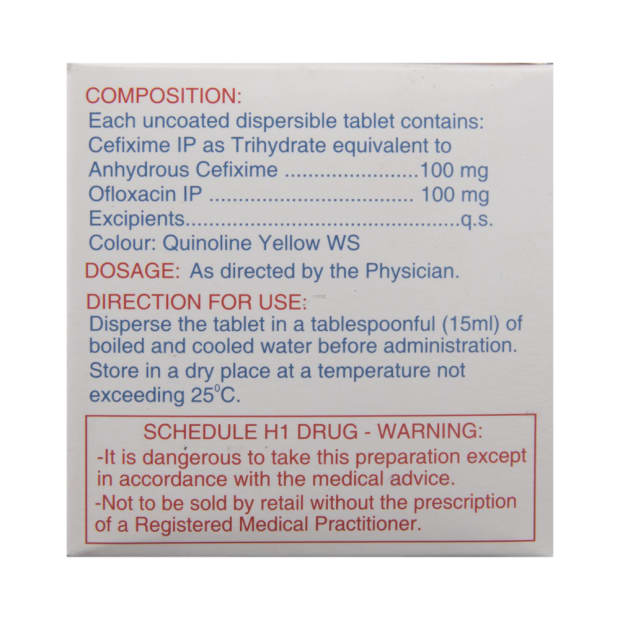 COMPOSITION:
Each uncoated dispersible tablet contains:
Cefixime IP as Trihydrate equivalent to
Anhydrous Cefixime .......................100 mg
Ofloxacin IP ................................... 100 mg
Excipients...............................................q.s.
Colour: Quinoline Yellow WS
DOSAGE: As directed by the Physician.
DIRECTION FOR USE:
Disperse the tablet in a tablespoonful (15ml) of
boiled and cooled water before administration.
Store in a dry place at a temperature not
exceeding 25⁰C.
SCHEDULE H1 DRUG - WARNING:
-It is dangerous to take this preparation except
in accordance with the medical advice.
-Not to be sold by retail without the prescription
of a Registered Medical Practitioner.